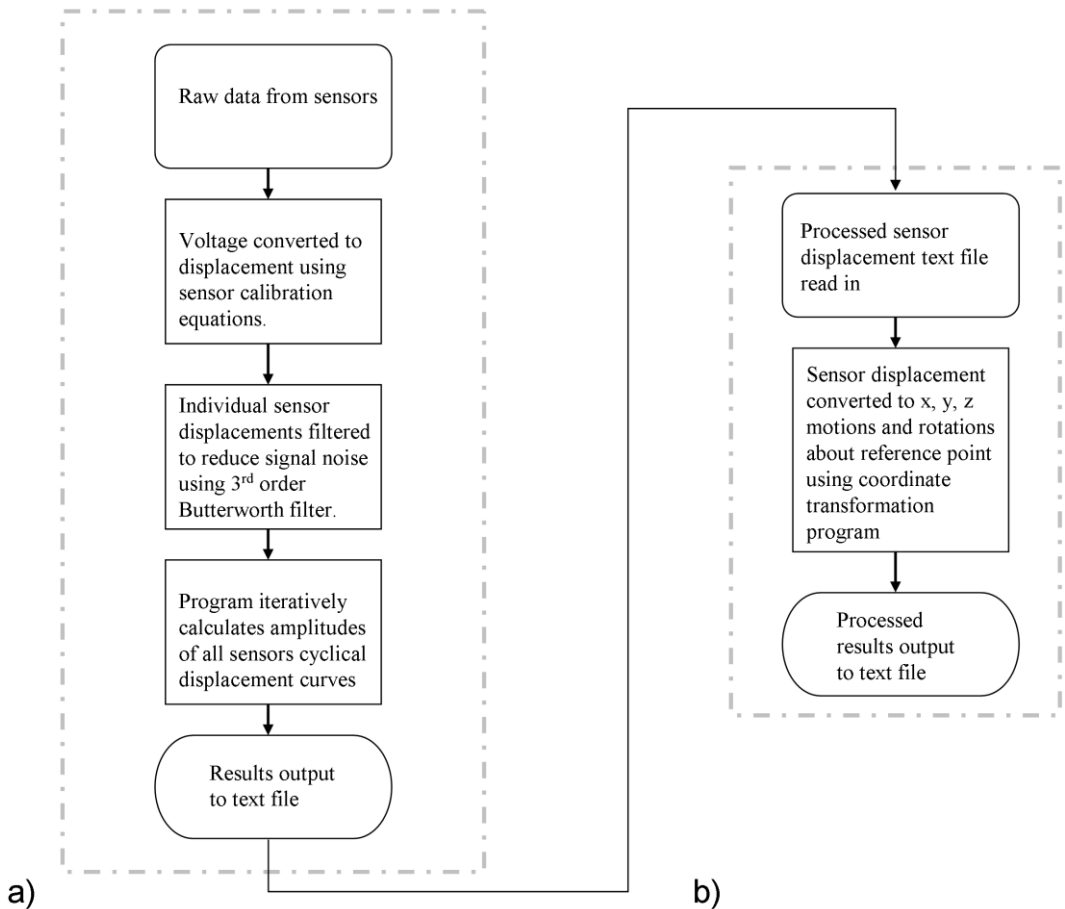 Raw data from sensors
Voltage converted to
displacement using
sensor calibration
equations.
Individual sensor
displacements filtered
to reduce signal noise
using 3rd order
Butterworth filter.
Program iteratively
calculates amplitudes
of all sensors cyclical
displacement curves
Results output
to text file
a)
Processed sensor
displacement text file
read in
Sensor displacement
converted to x, y, z
motions and rotations
about reference point
using coordinate
transformation
program
Processed
results output
to text file
b)